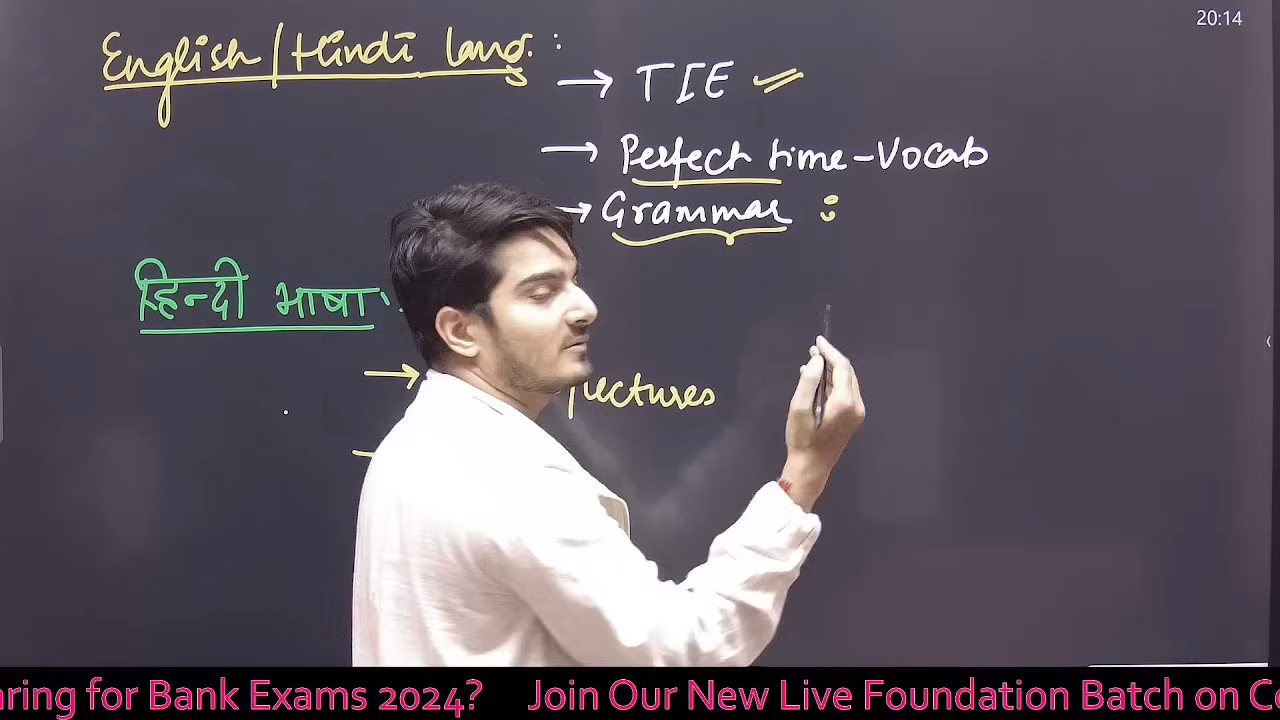 20:14
English/Hindi lang:
→ TIE
→ Perfect time-Vocab
→ Grammar :
हिन्दी भाषा
→ lectures
aring for Bank Exams 2024? Join Our New Live Foundation Batch on Co